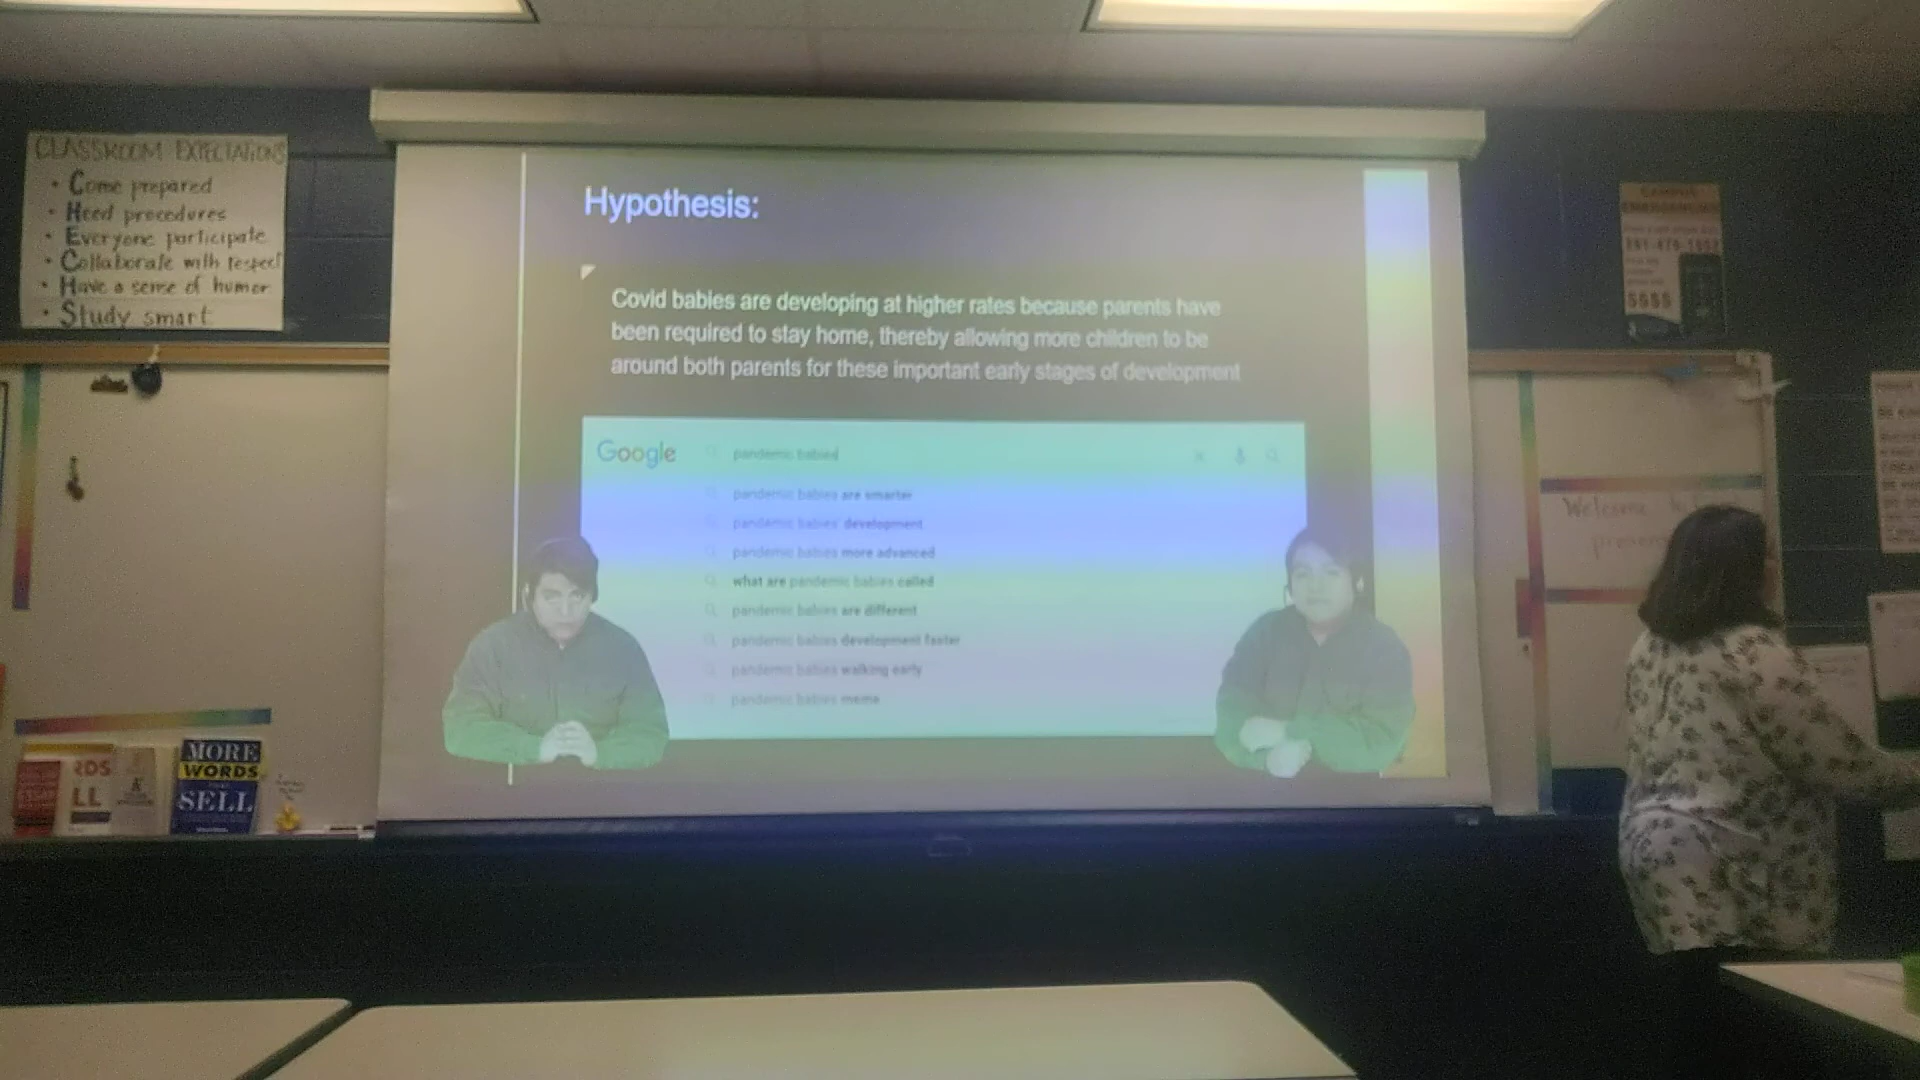 CLASSROOM EXPECTATIONS
• Come prepared
• Heed procedures
• Everyone participate
• Collaborate with respect
• Have a sense of humor
• Study smart
Hypothesis:
Covid babies are developing at higher rates because parents have
been required to stay home, thereby allowing more children to be
around both parents for these important early stages of development
Google
pandemic babied
pandemic babies are smarter
pandemic babies development
pandemic babies more advanced
what are pandemic babies called
pandemic babies are different
pandemic babies development faster
pandemic babies walking early
pandemic babies meme
CAMPUS
EMERGENCIES
Welcome
MORE
WORDS
SELL